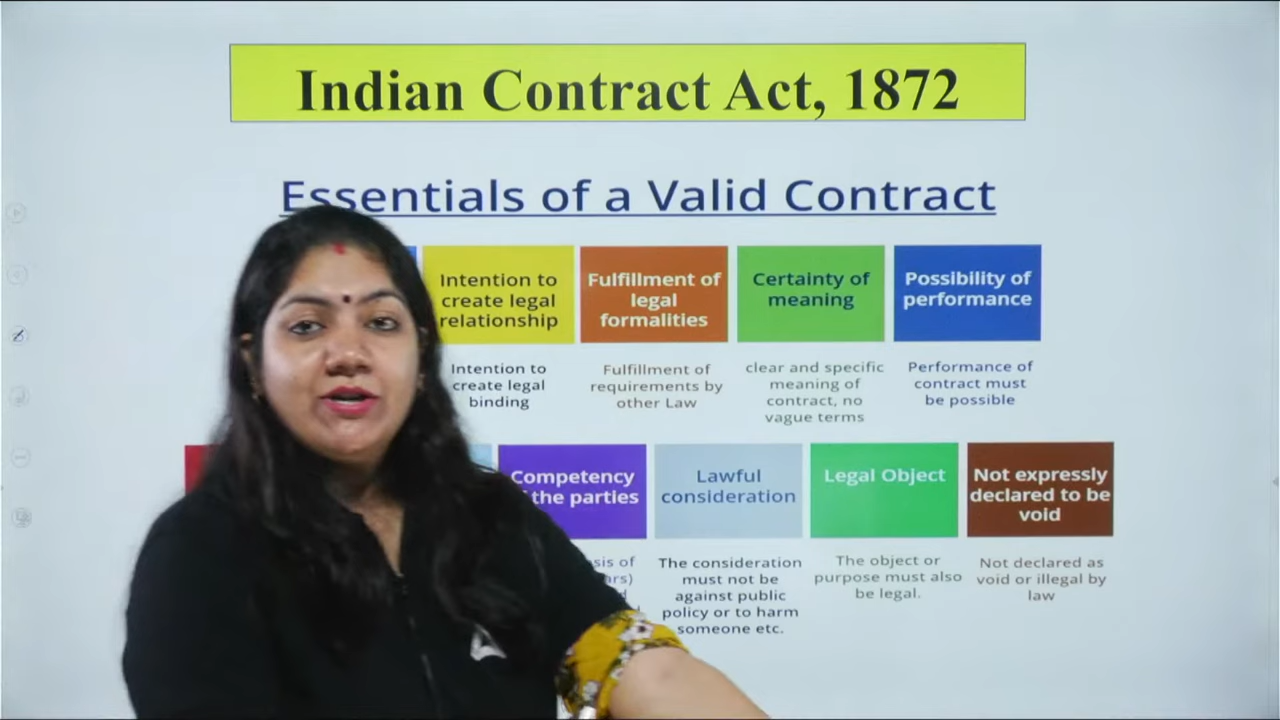 Indian Contract Act, 1872
Essentials of a Valid Contract
Intention to
create legal
relationship
Fulfillment of
legal
formalities
Certainty of
meaning
Possibility of
performance
Intention to
create legal
binding
Fulfillment of
requirements by
other Law
clear and specific
meaning of
contract, no
vague terms
Performance of
contract must
be possible
Competency
the parties
Lawful
consideration
Legal Object
Not expressly
declared to be
void
of
The consideration
must not be
against public
policy or to harm
someone etc.
The object or
purpose must also
be legal.
Not declared as
void or illegal by
law